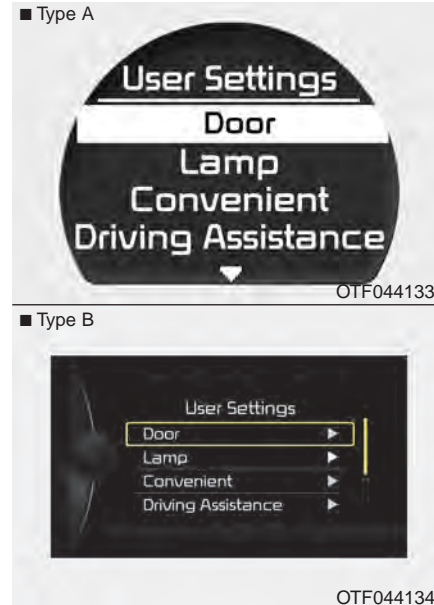 ■ Type A
User Settings
Door
Lamp
Convenient
Driving Assistance
OTF044133
■ Type B
User Settings
Door
Lamp
Convenient
Driving Assistance
OTF044134